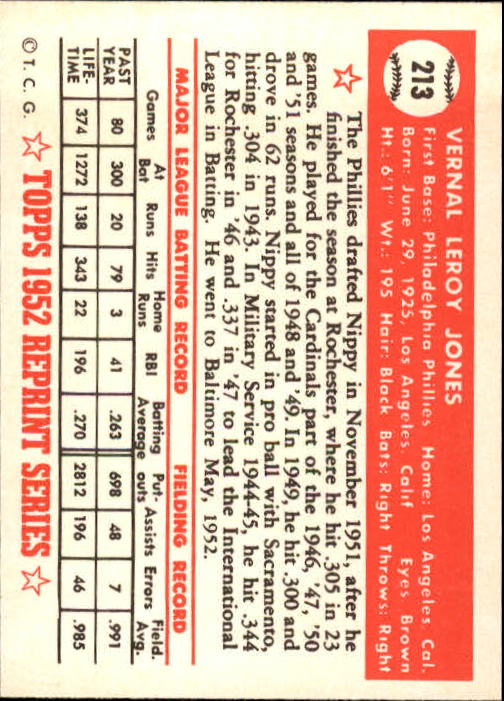 213
VERNAL LEROY JONES
First Base: Philadelphia Phillies Home: Los Angeles, Cal.
Born: June 29, 1925, Los Angeles, Calif Eyes: Brown
Ht.: 6'1" Wt.: 195 Hair: Black Bats: Right Throws: Right
The Phillies drafted Nippy in November 1951, after he
finished the season at Rochester, where he hit .305 in 23
games. He played for the Cardinals part of the 1946, '47, '50
and '51 seasons and all of 1948 and '49. In 1949, he hit .300 and
drove in 62 runs. Nippy started in pro ball with Sacramento,
hitting .304 in 1943. In Military Service 1944-45, he hit .344
for Rochester in '46 and .337 in '47 to lead the International
League in Batting. He went to Baltimore May, 1952.
MAJOR LEAGUE BATTING RECORD FIELDING RECORD
Games At Bat Runs Hits Home Runs RBI Batting Average Put-outs Assists Errors Field. Avg.
PAST YEAR 80 300 20 79 3 41 .263 698 48 7 .991
LIFE-TIME 374 1272 138 343 22 196 .270 2812 196 46 .985
© T. C. G. ☆ TOPPS 1952 REPRINT SERIES ☆